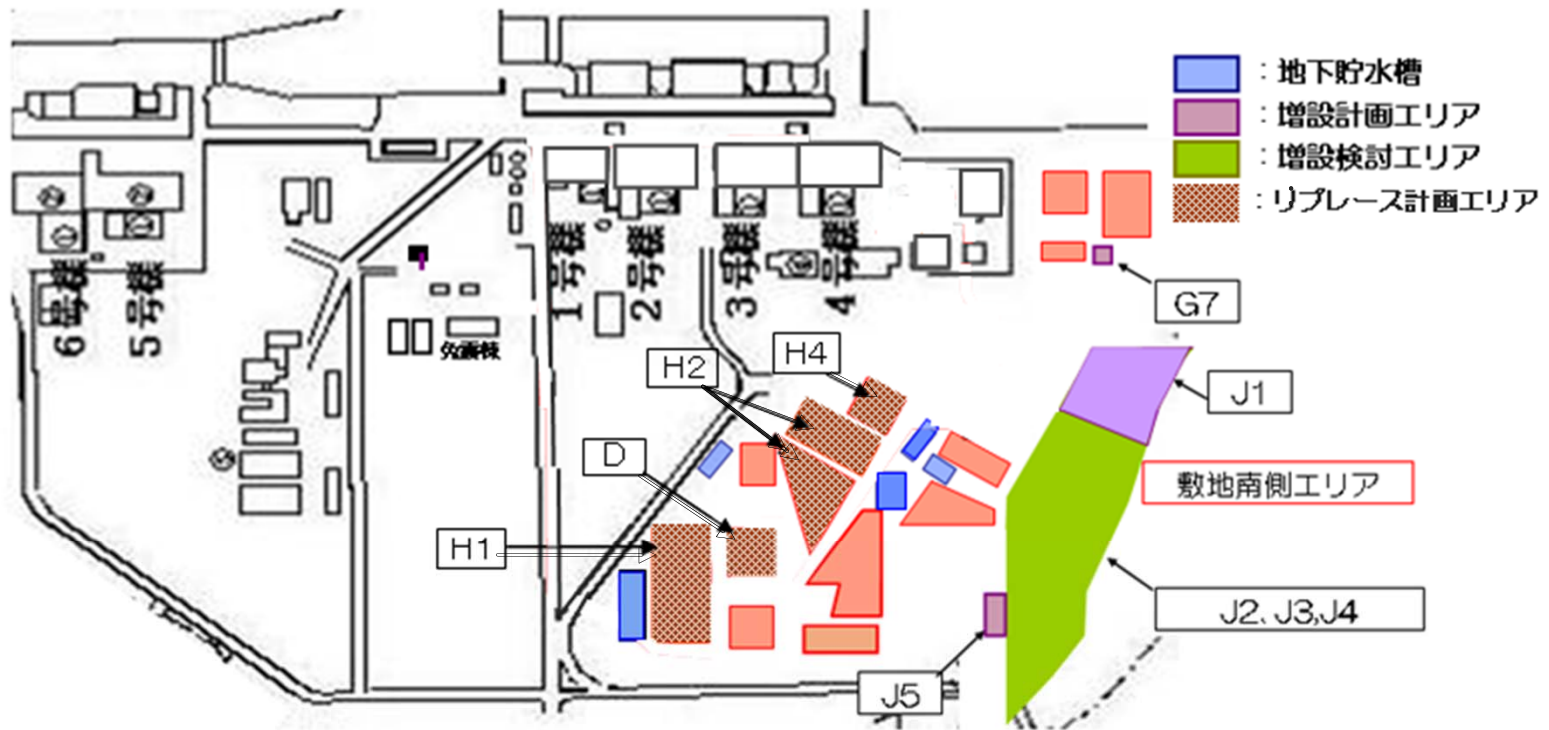 ：地下貯水槽
：増設計画エリア
：増設検討エリア
：リプレース計画エリア
6号機
5号機
1号機
2号機
3号機
4号機
免震棟
G7
H4
H2
J1
D
敷地南側エリア
H1
J2、J3,J4
J5